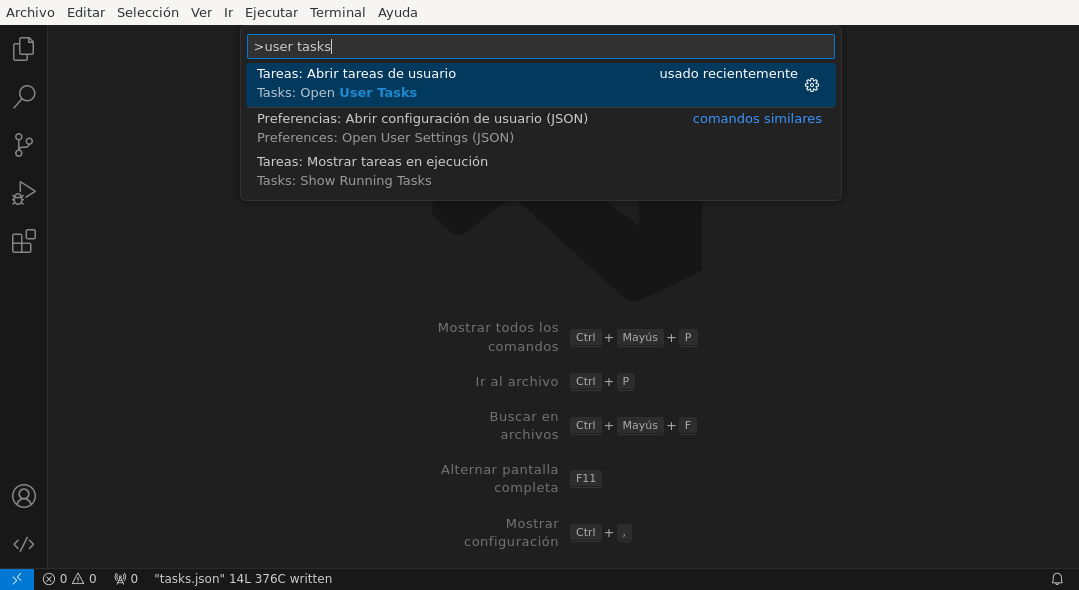 Archivo Editar Selección Ver Ir Ejecutar Terminal Ayuda
>user tasks
Tareas: Abrir tareas de usuario usado recientemente
Tasks: Open User Tasks
Preferencias: Abrir configuración de usuario (JSON) comandos similares
Preferences: Open User Settings (JSON)
Tareas: Mostrar tareas en ejecución
Tasks: Show Running Tasks
Mostrar todos los
comandos Ctrl + Mayús + P
Ir al archivo Ctrl + P
Buscar en
archivos Ctrl + Mayús + F
Alternar pantalla
completa F11
Mostrar
configuración Ctrl + ,
0 0 0 "tasks.json" 14L 376C written